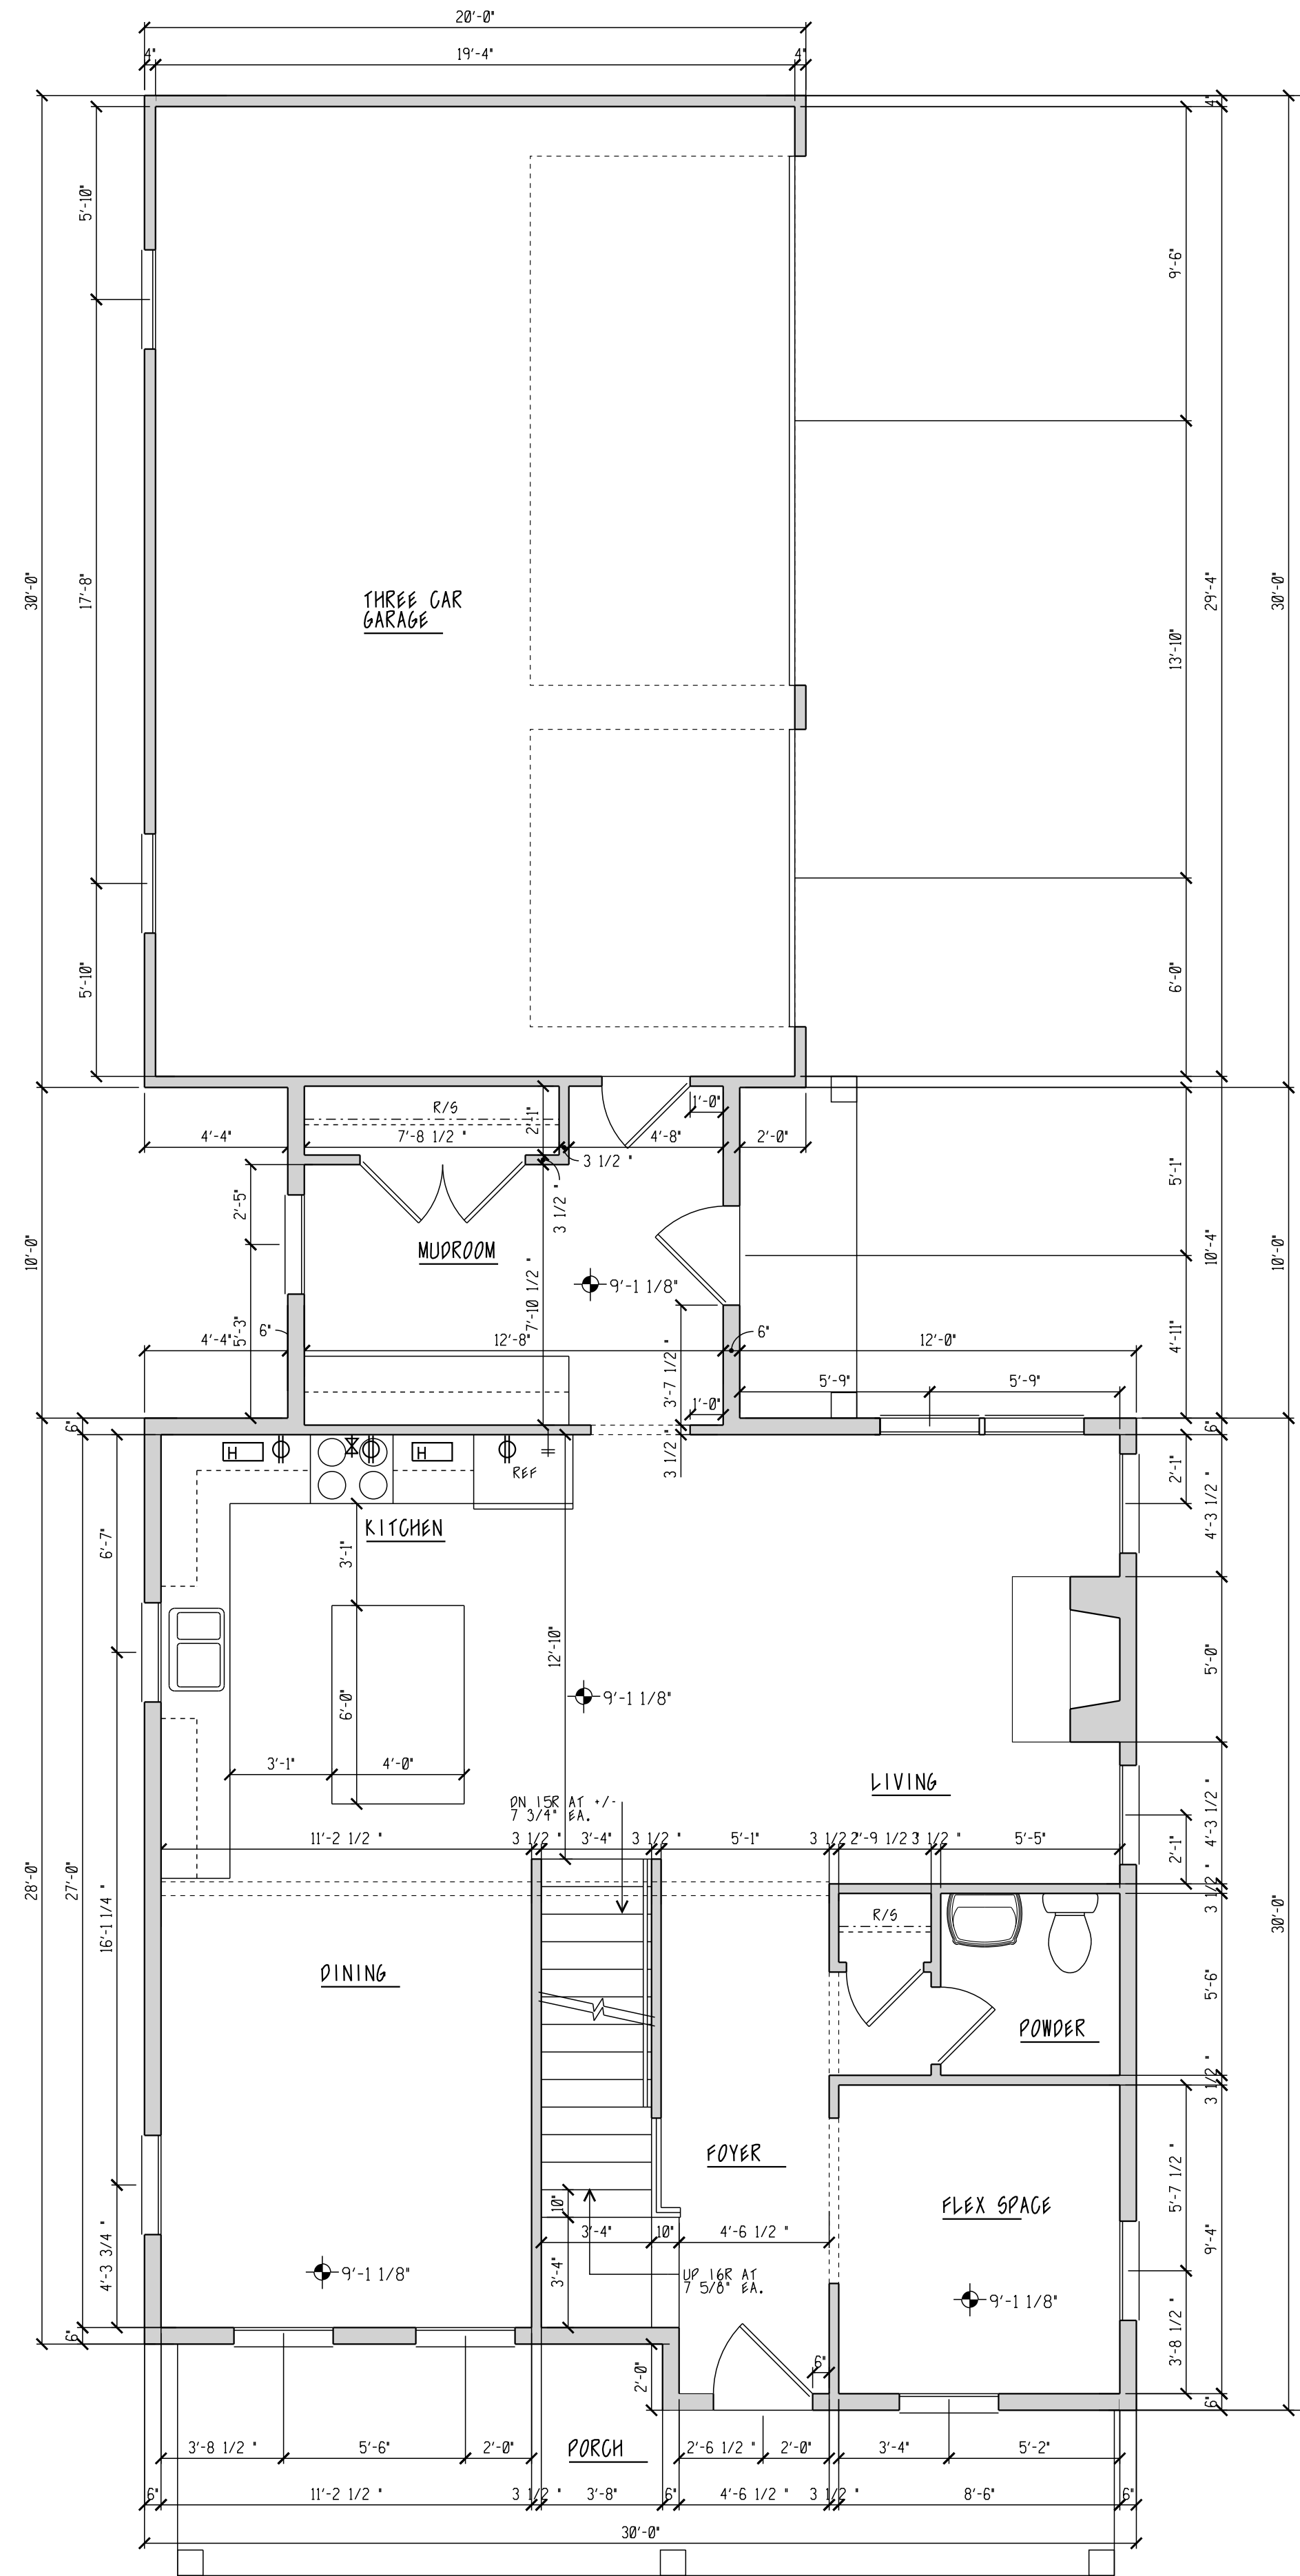 20'-0"
4" 19'-4" 4"
4"
5'-10"
9'-6"
30'-0"
17'-8"
THREE CAR
GARAGE
29'-4"
30'-0"
13'-10"
5'-10"
6'-0"
R/S
2'-1"
1'-0"
4'-4" 7'-8 1/2 " 4'-8" 2'-0"
3 1/2 "
5'-1"
2'-5"
3 1/2 "
10'-0"
MUDROOM
10'-4"
10'-0"
9'-1 1/8"
7'-10 1/2 "
5'-3"
6"
6"
4'-4" 12'-8" 12'-0"
4'-11"
3'-7 1/2 "
5'-9" 5'-9"
1'-0"
6"
6"
3 1/2 "
H H
REF
2'-1"
4'-3 1/2 "
KITCHEN
6'-7"
3'-1"
12'-10"
5'-0"
9'-1 1/8"
6'-0"
3'-1" 4'-0"
LIVING
DN 15R AT +/-
7 3/4" EA.
4'-3 1/2 "
2'-1"
11'-2 1/2 " 3 1/2 " 3'-4" 3 1/2 " 5'-1" 3 1/2 " 2'-9 1/2 " 3 1/2 " 5'-5"
28'-0"
27'-0"
3 1/2 "
30'-0"
16'-1 1/4 "
R/S
DINING
5'-6"
POWDER
3 1/2 "
FOYER
5'-7 1/2 "
FLEX SPACE
10"
9'-4"
3'-4" 10" 4'-6 1/2 "
4'-3 3/4 "
3'-4"
UP 16R AT
7 5/8" EA.
9'-1 1/8"
9'-1 1/8"
3'-8 1/2 "
6"
6"
2'-0"
6"
3'-8 1/2 " 5'-6" 2'-0"
PORCH
2'-6 1/2 " 2'-0" 3'-4" 5'-2"
6" 11'-2 1/2 " 3 1/2 " 3'-8" 6" 4'-6 1/2 " 3 1/2 " 8'-6" 6"
30'-0"